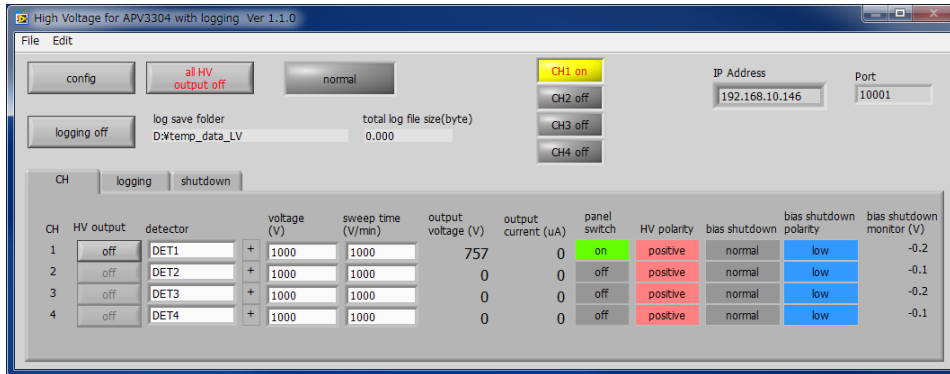 High Voltage for APV3304 with logging Ver 1.1.0
File Edit
config
all HV
output off
normal
CH1 on
CH2 off
CH3 off
CH4 off
IP Address
192.168.10.146
Port
10001
logging off
log save folder
D:¥temp_data_LV
total log file size(byte)
0.000
CH logging shutdown
CH HV output detector voltage (V) sweep time (V/min) output voltage (V) output current (uA) panel switch HV polarity bias shutdown bias shutdown polarity bias shutdown monitor (V)
1 off DET1 + 1000 1000 757 0 on positive normal low -0.2
2 off DET2 + 1000 1000 0 0 off positive normal low -0.1
3 off DET3 + 1000 1000 0 0 off positive normal low -0.2
4 off DET4 + 1000 1000 0 0 off positive normal low -0.1